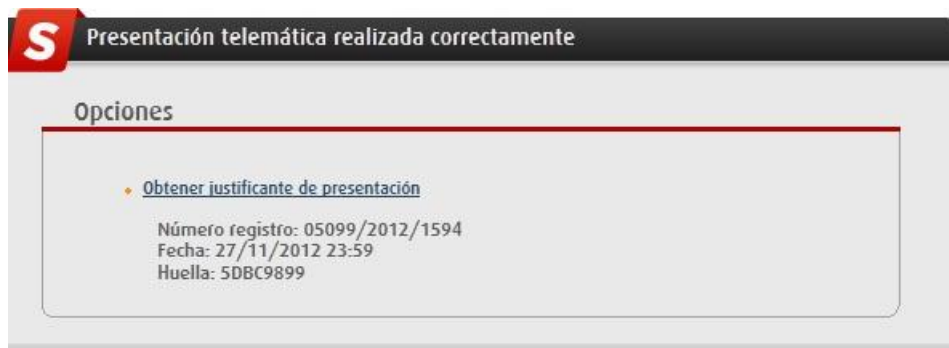 S
Presentación telemática realizada correctamente
Opciones
Obtener justificante de presentación
Número registro: 05099/2012/1594
Fecha: 27/11/2012 23:59
Huella: 5DBC9899